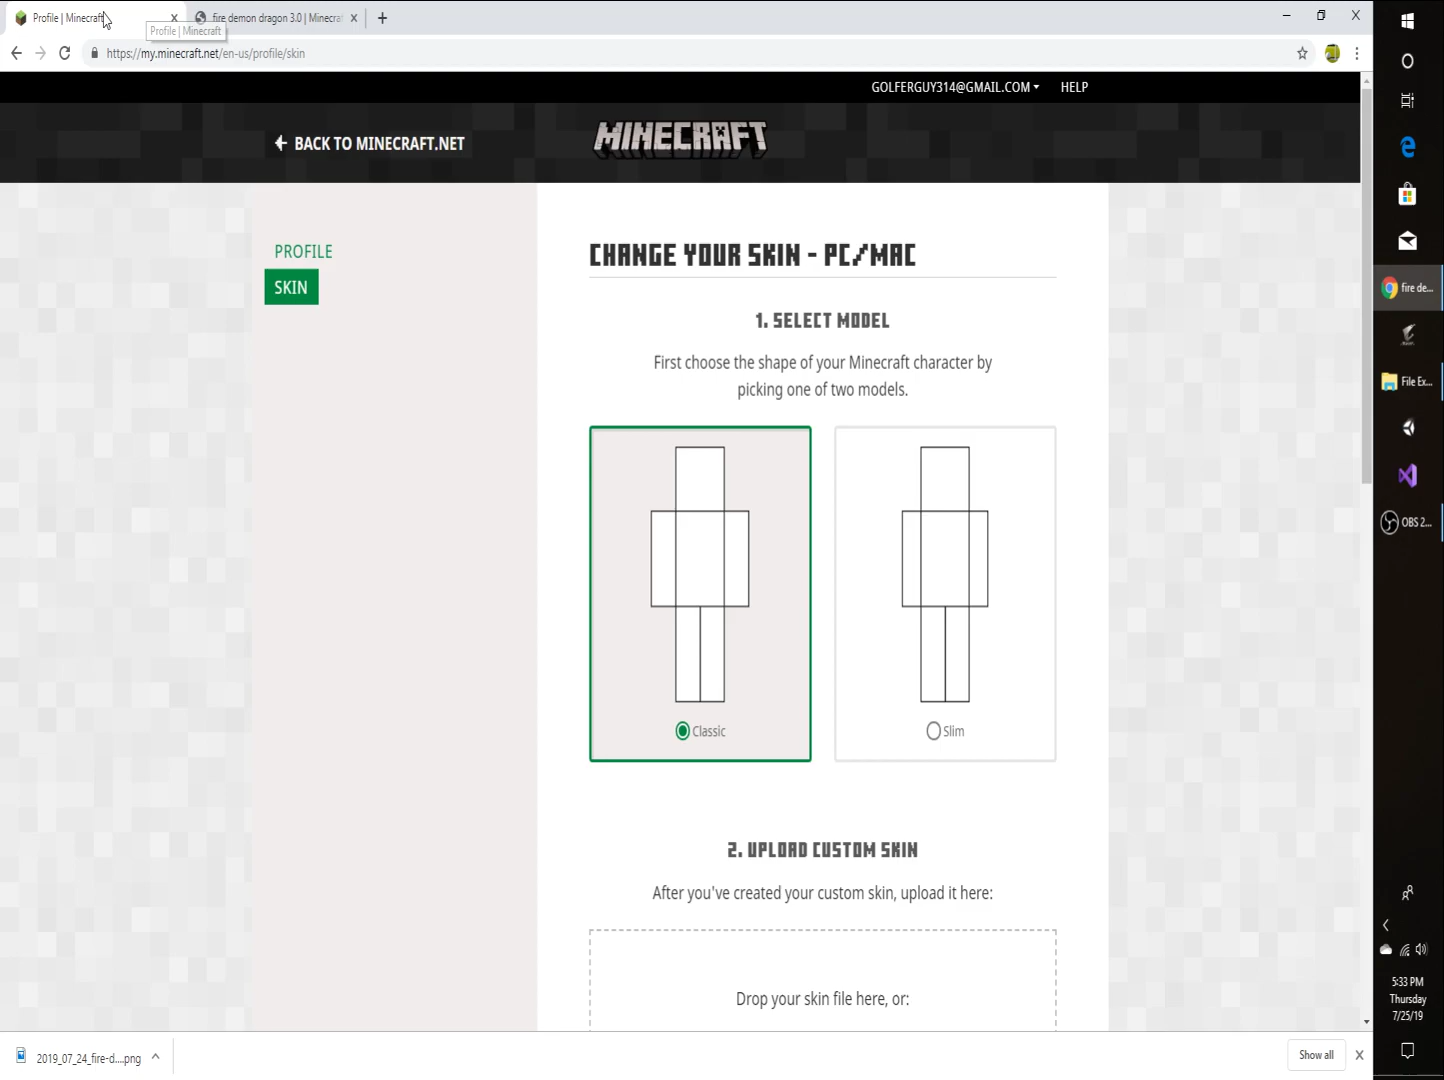 Profile | Minecraft
fire demon dragon 3.0 | Minecraf
Profile | Minecraft
https://my.minecraft.net/en-us/profile/skin
GOLFERGUY314@GMAIL.COM
HELP
BACK TO MINECRAFT.NET
MINECRAFT
PROFILE
SKIN
CHANGE YOUR SKIN - PC/MAC
1. SELECT MODEL
First choose the shape of your Minecraft character by
picking one of two models.
Classic
Slim
2. UPLOAD CUSTOM SKIN
After you've created your custom skin, upload it here:
Drop your skin file here, or:
2019_07_24_fire-d....png
Show all
fire de...
File Ex...
OBS 2...
5:33 PM
Thursday
7/25/19